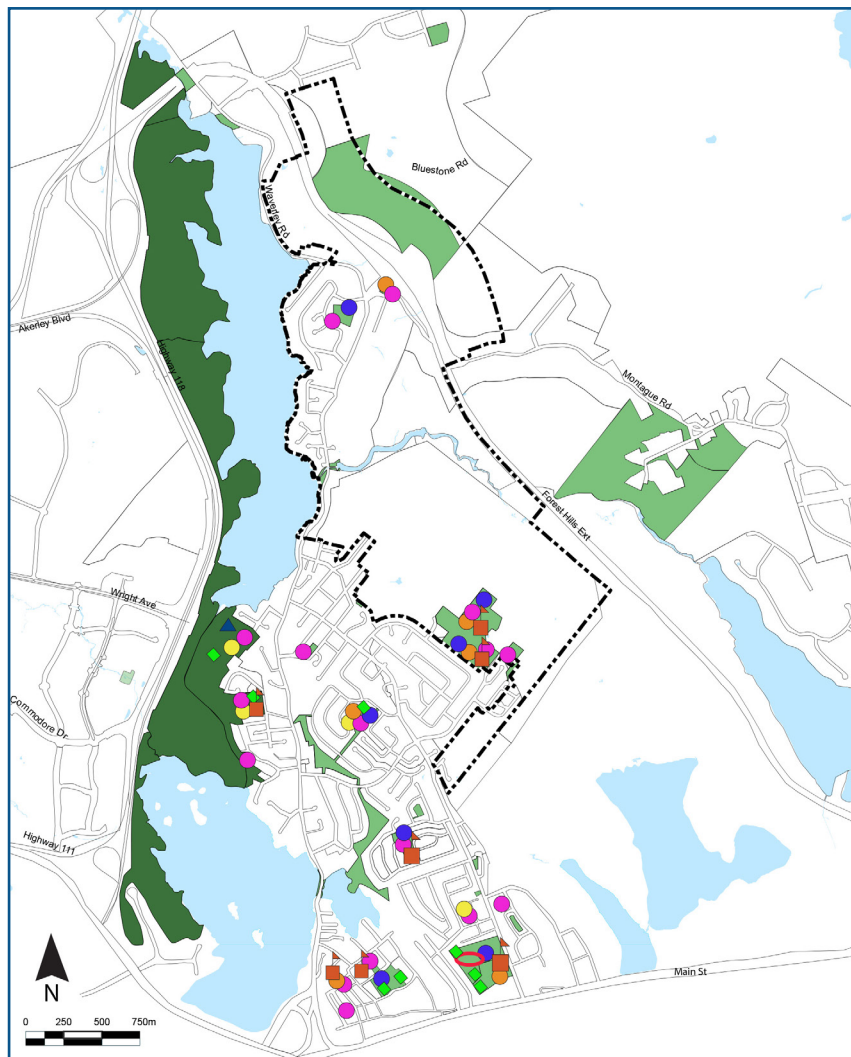 Bluestone Rd
Waverley Rd
Akerley Blvd
Highway 118
Montague Rd
Forest Hills Ext
Wright Ave
Commodore Dr
Highway 111
Main St
N
0 250 500 750m